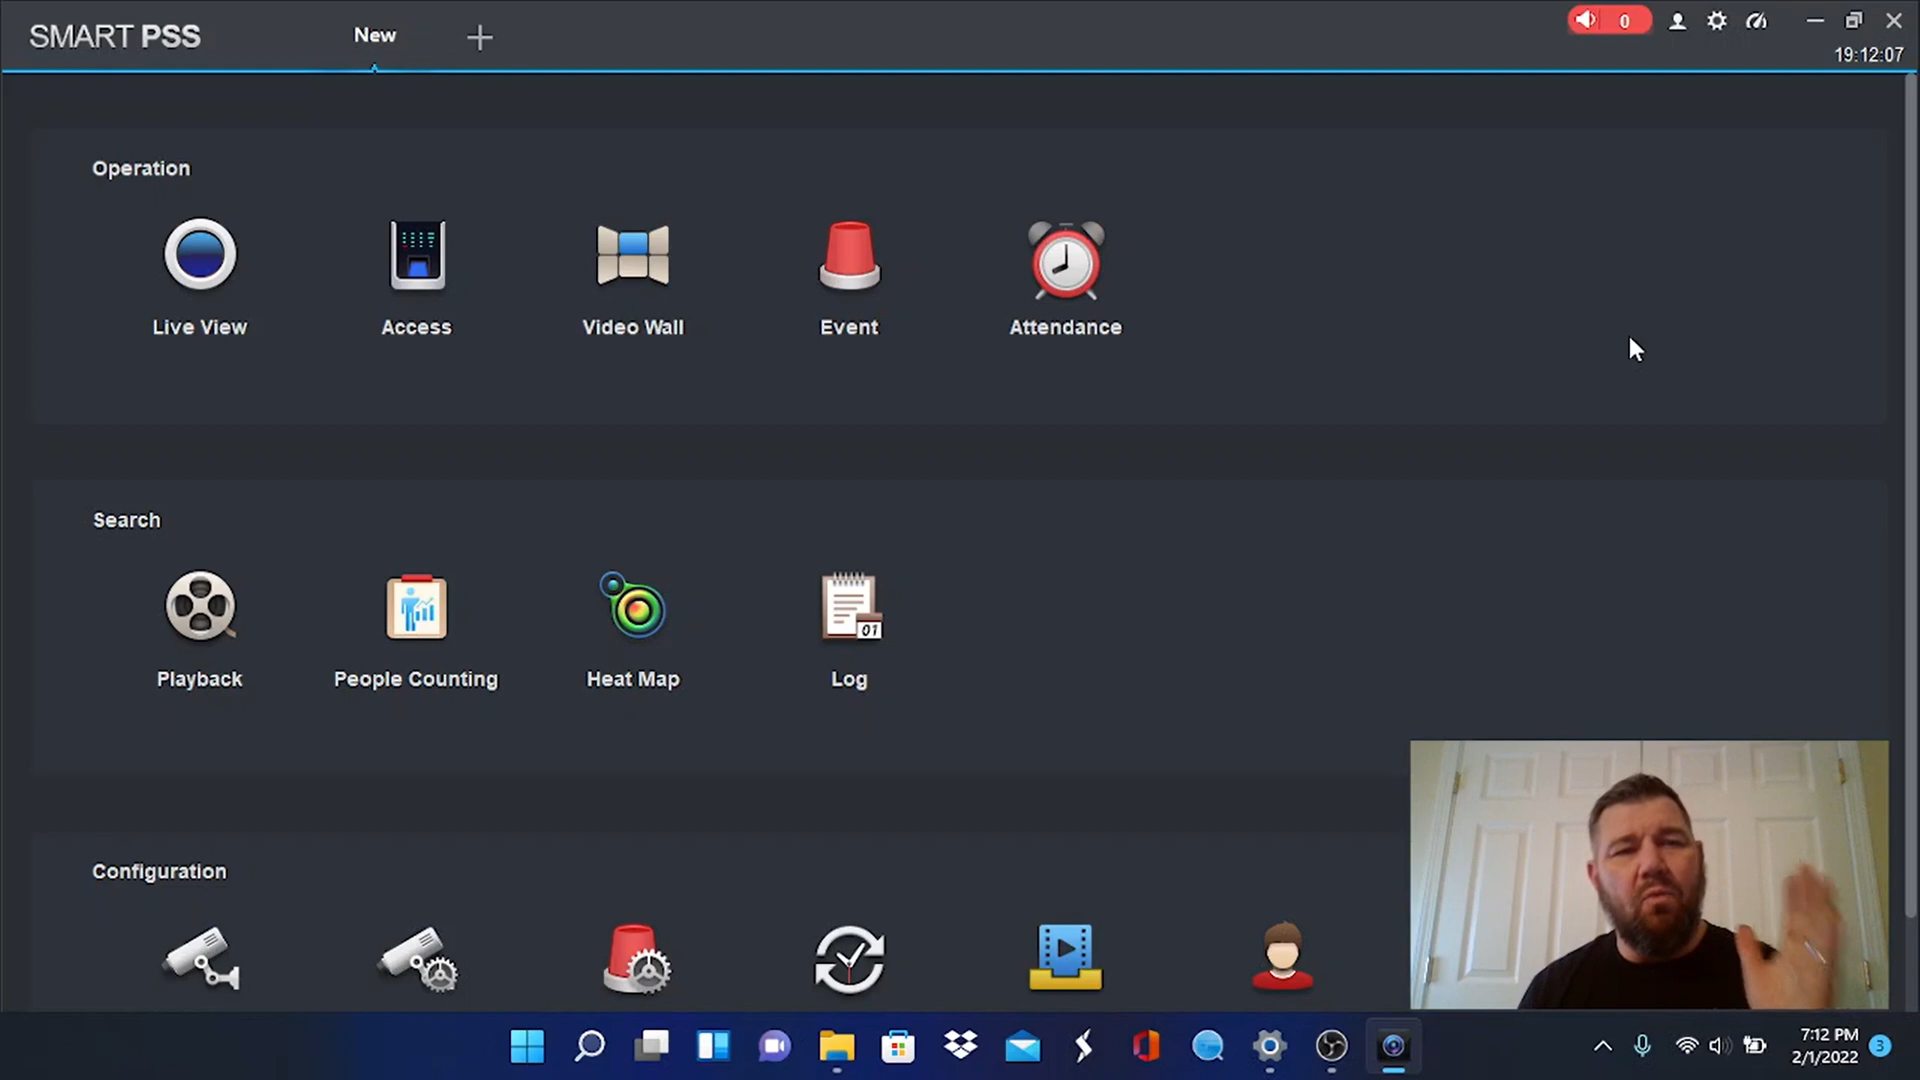 SMART PSS
New
0
19:12:07
Operation
Live View
Access
Video Wall
Event
Attendance
Search
01
Playback
People Counting
Heat Map
Log
Configuration
7:12 PM
2/1/2022
3